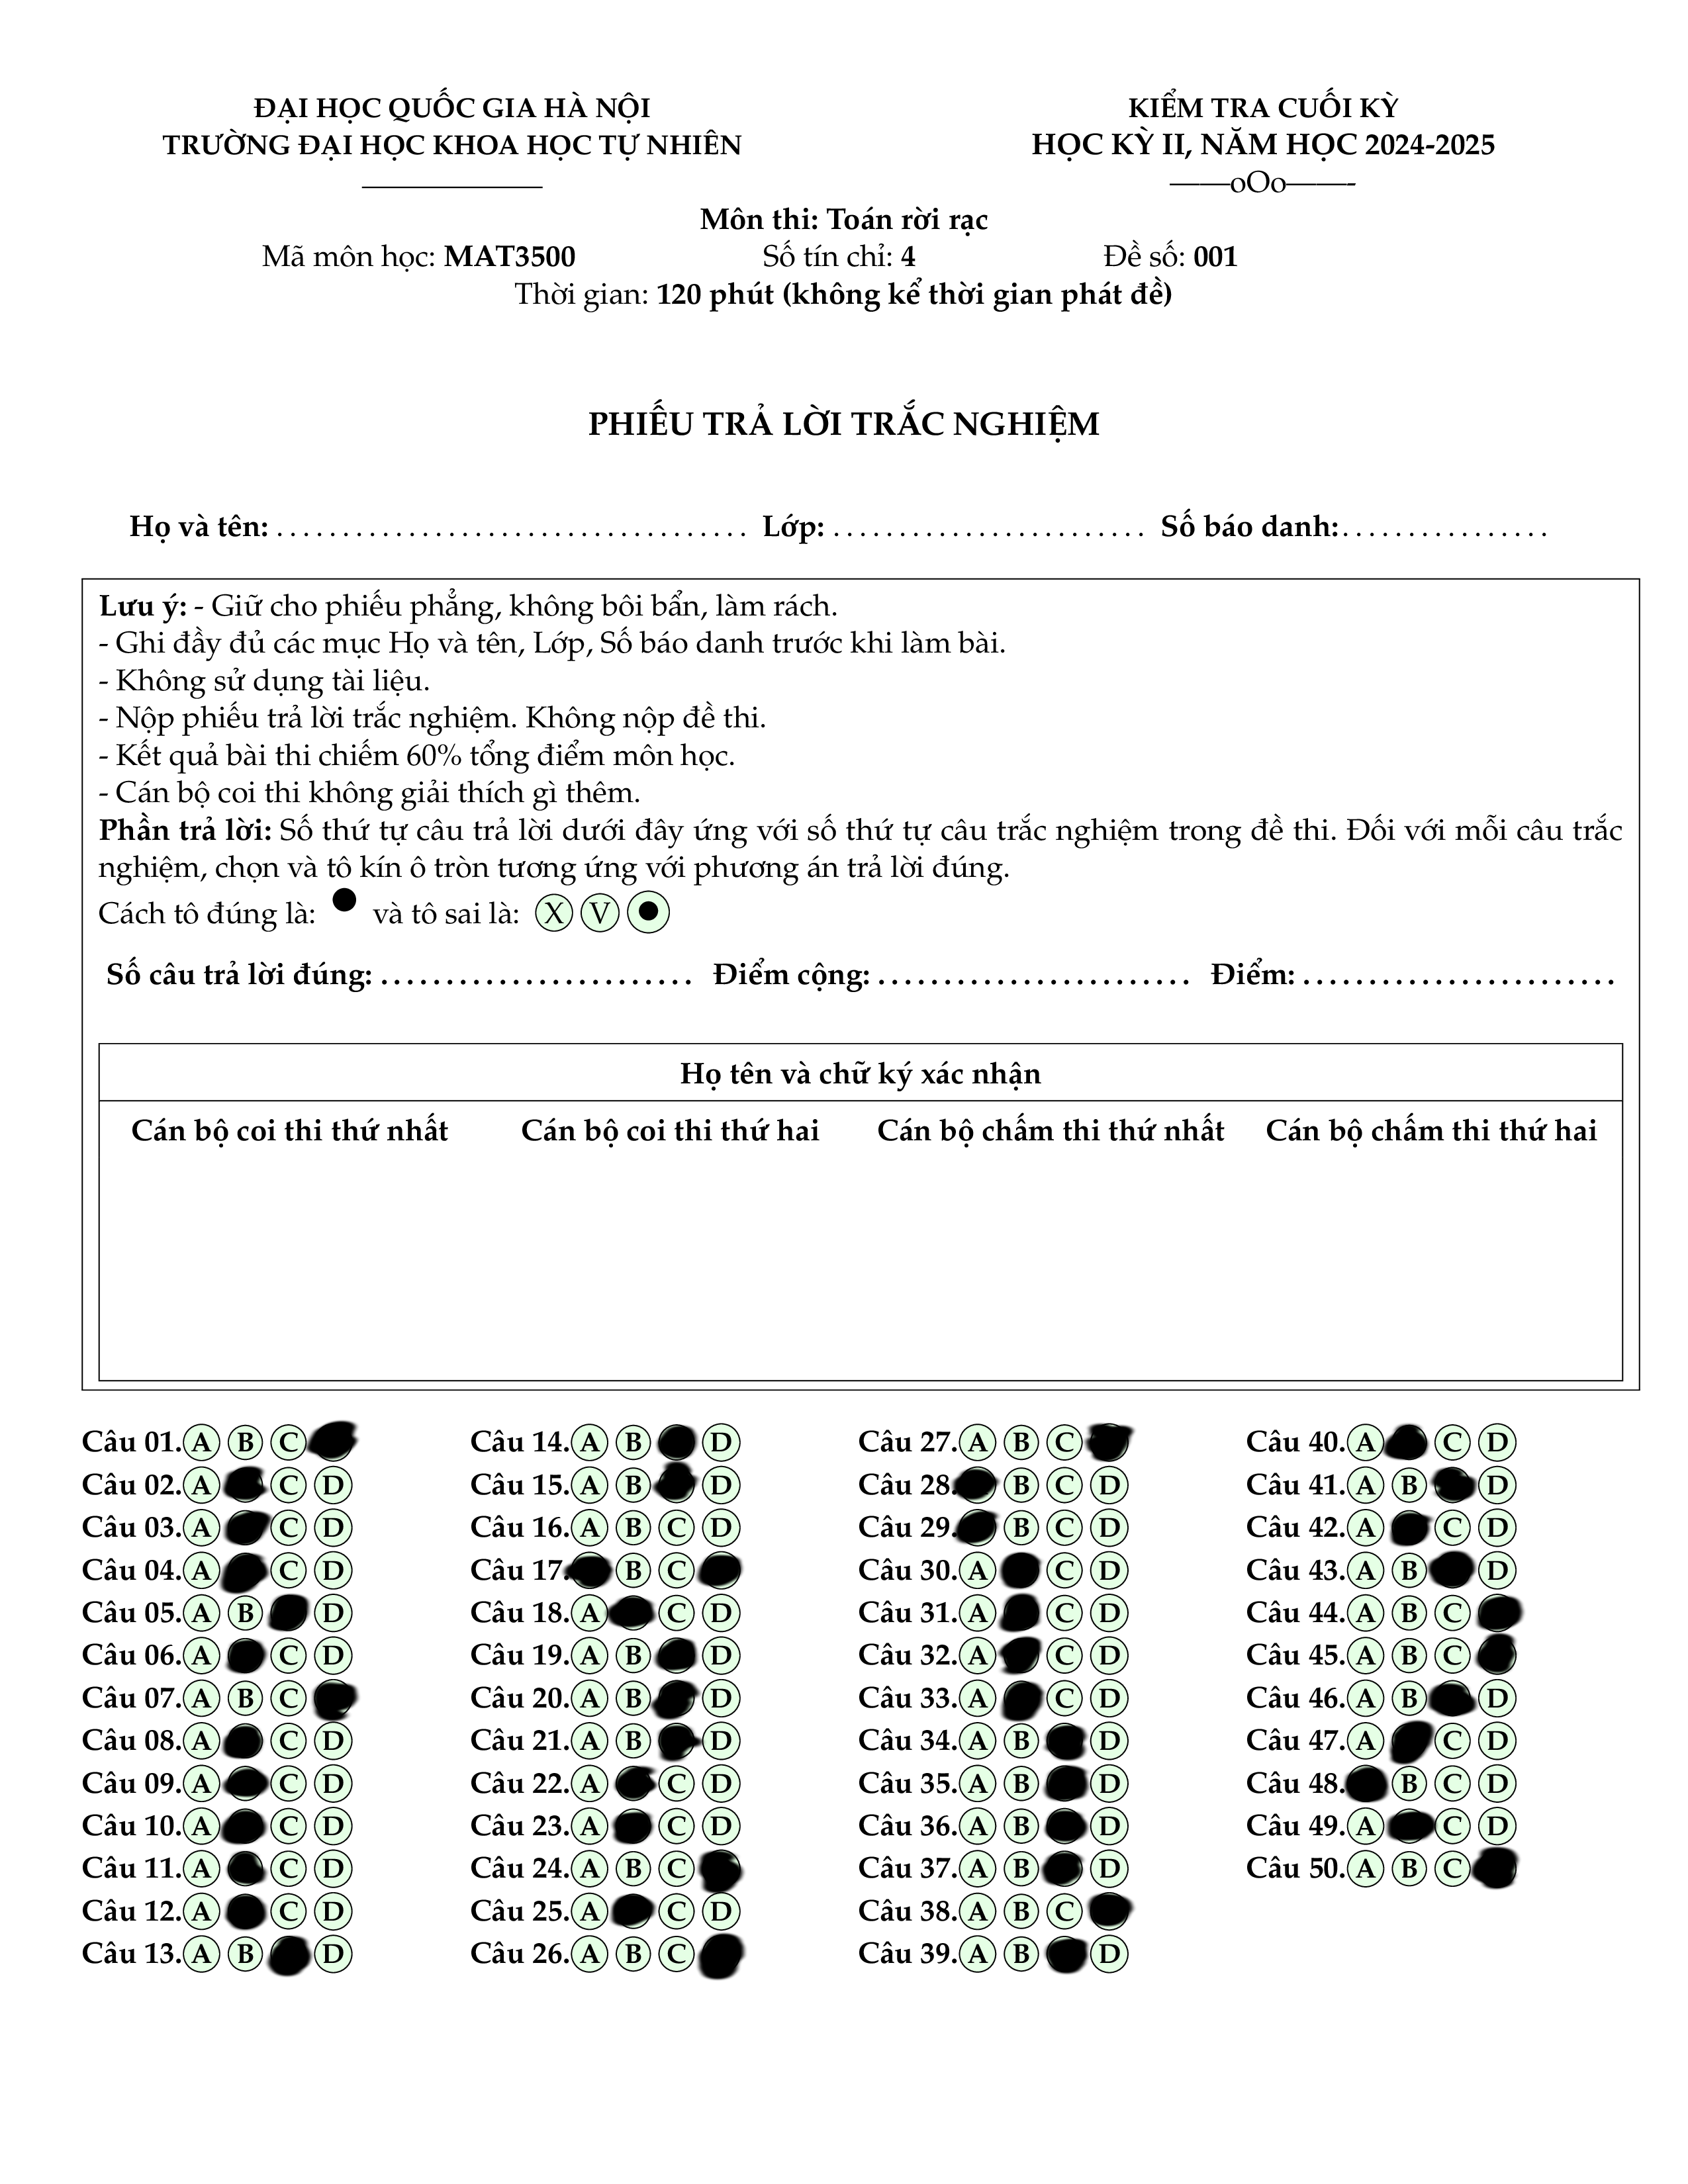 ĐẠI HỌC QUỐC GIA HÀ NỘI
TRƯỜNG ĐẠI HỌC KHOA HỌC TỰ NHIÊN
KIỂM TRA CUỐI KỲ
HỌC KỲ II, NĂM HỌC 2024-2025
——oOo——-
Môn thi: Toán rời rạc
Mã môn học: MAT3500 Số tín chỉ: 4 Đề số: 001
Thời gian: 120 phút (không kể thời gian phát đề)
PHIẾU TRẢ LỜI TRẮC NGHIỆM
Họ và tên: .................................... Lớp: ........................ Số báo danh:................
Lưu ý: - Giữ cho phiếu phẳng, không bôi bẩn, làm rách.
- Ghi đầy đủ các mục Họ và tên, Lớp, Số báo danh trước khi làm bài.
- Không sử dụng tài liệu.
- Nộp phiếu trả lời trắc nghiệm. Không nộp đề thi.
- Kết quả bài thi chiếm 60% tổng điểm môn học.
- Cán bộ coi thi không giải thích gì thêm.
Phần trả lời: Số thứ tự câu trả lời dưới đây ứng với số thứ tự câu trắc nghiệm trong đề thi. Đối với mỗi câu trắc
nghiệm, chọn và tô kín ô tròn tương ứng với phương án trả lời đúng.
Cách tô đúng là: ● và tô sai là: X V
Số câu trả lời đúng: ........................ Điểm cộng: ........................ Điểm: ........................
Họ tên và chữ ký xác nhận
Cán bộ coi thi thứ nhất Cán bộ coi thi thứ hai Cán bộ chấm thi thứ nhất Cán bộ chấm thi thứ hai
Câu 01. A B C
Câu 02. A C D
Câu 03. A C D
Câu 04. A C D
Câu 05. A B D
Câu 06. A C D
Câu 07. A B C
Câu 08. A C D
Câu 09. A C D
Câu 10. A C D
Câu 11. A C D
Câu 12. A C D
Câu 13. A B D
Câu 14. A B D
Câu 15. A B D
Câu 16. A B C D
Câu 17. B C
Câu 18. A C D
Câu 19. A B D
Câu 20. A B D
Câu 21. A B D
Câu 22. A C D
Câu 23. A C D
Câu 24. A B C
Câu 25. A C D
Câu 26. A B C
Câu 27. A B C
Câu 28. B C D
Câu 29. B C D
Câu 30. A C D
Câu 31. A C D
Câu 32. A C D
Câu 33. A C D
Câu 34. A B D
Câu 35. A B D
Câu 36. A B D
Câu 37. A B D
Câu 38. A B C
Câu 39. A B D
Câu 40. A C D
Câu 41. A B D
Câu 42. A C D
Câu 43. A B D
Câu 44. A B C
Câu 45. A B C
Câu 46. A B D
Câu 47. A C D
Câu 48. B C D
Câu 49. A C D
Câu 50. A B C